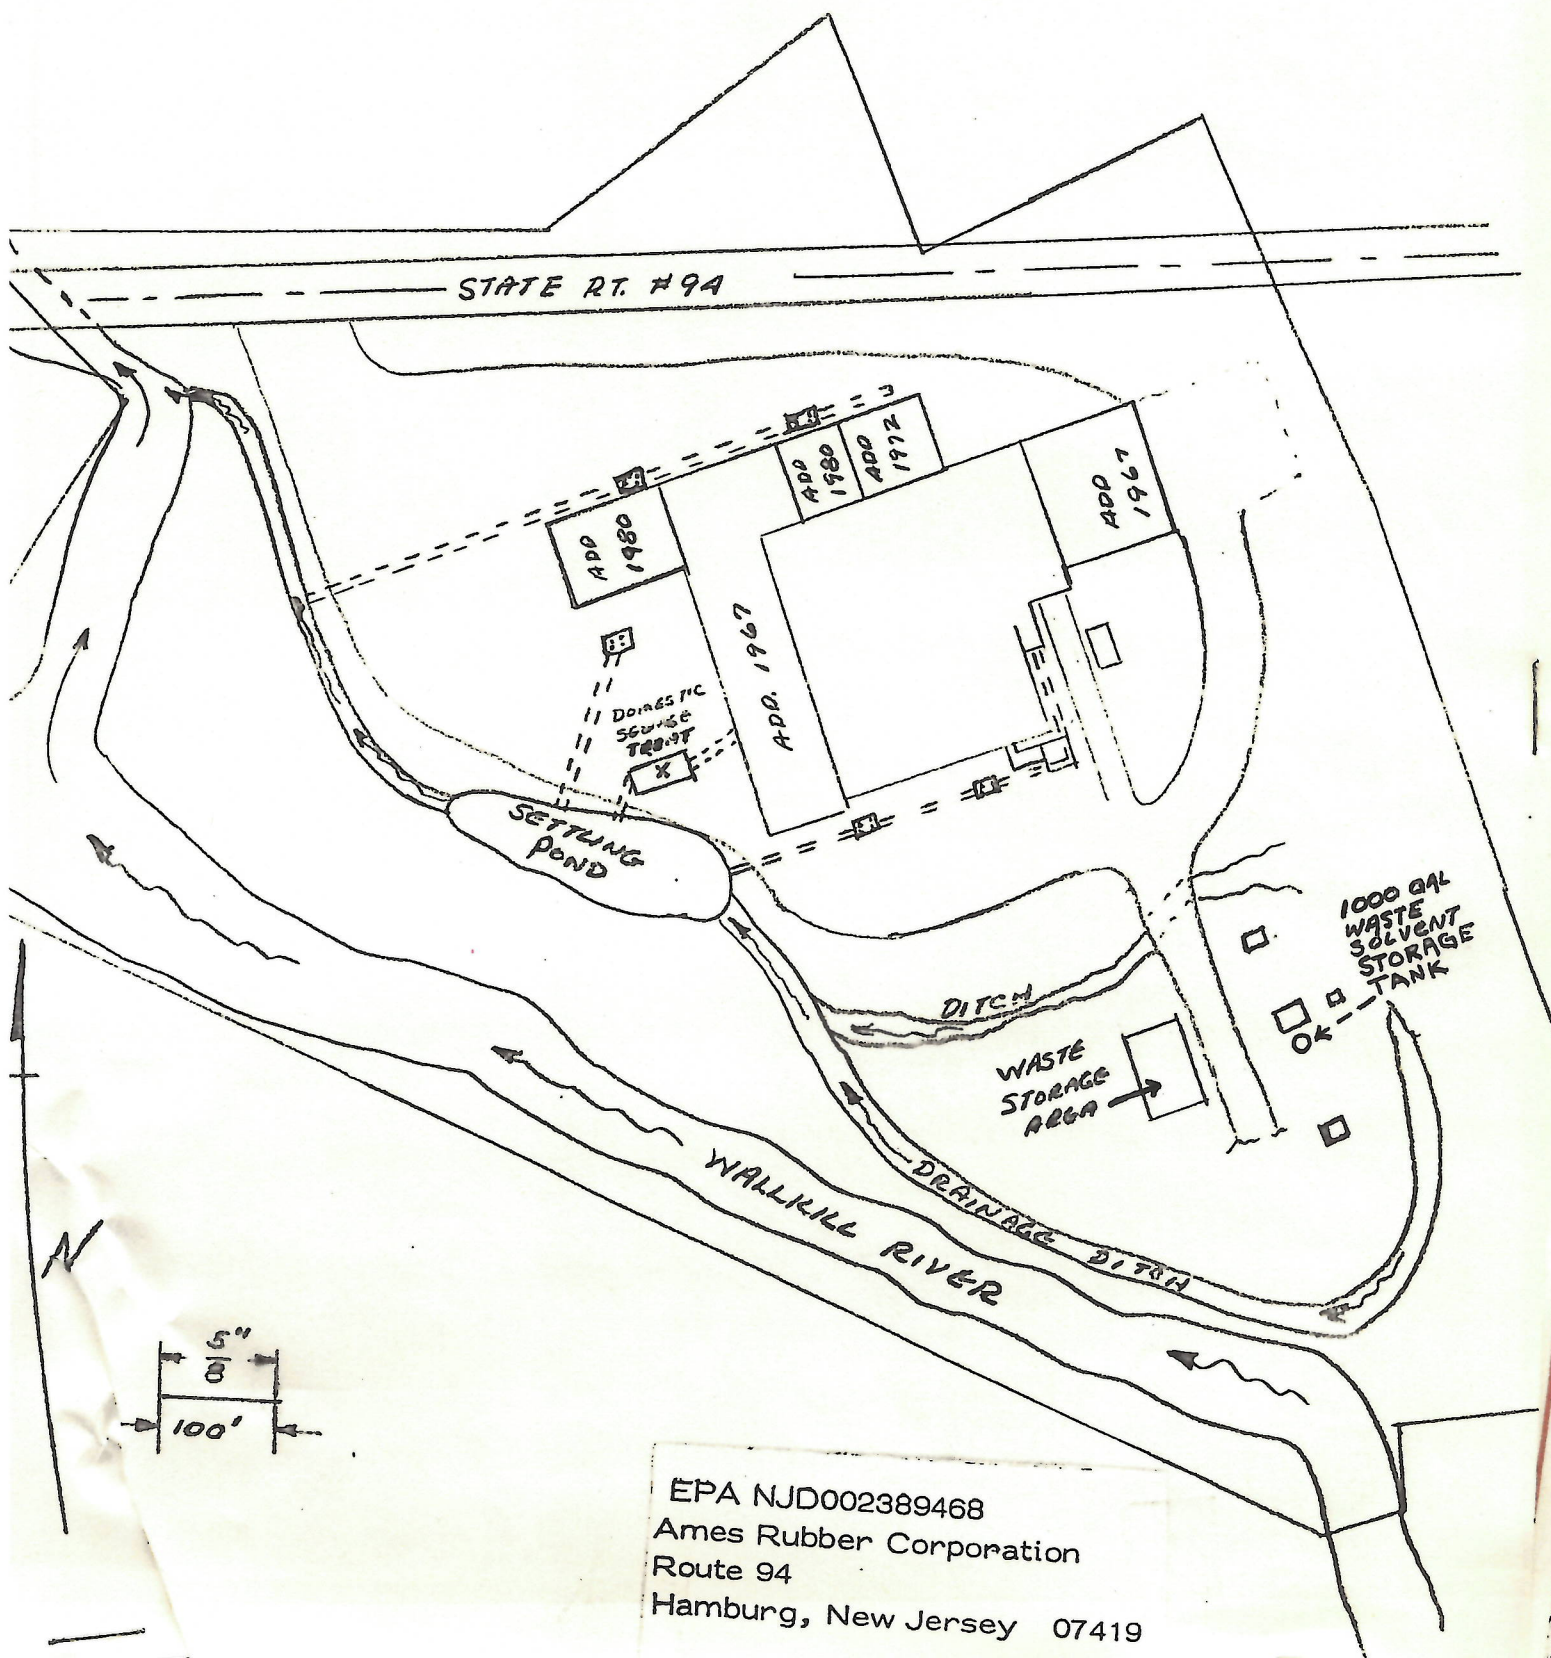 STATE RT. #94
ADD
1972
ADD
1980
ADD
1967
ADD
1980
ADD. 1967
DOMESTIC
SEWAGE
TREAT
X
SETTLING
POND
1000 GAL
WASTE
SOLVENT
STORAGE
TANK
DITCH
WASTE
STORAGE
AREA
DRAINAGE DITCH
WALLKILL RIVER
N
5"
8
100'
EPA NJD002389468
Ames Rubber Corporation
Route 94
Hamburg, New Jersey 07419